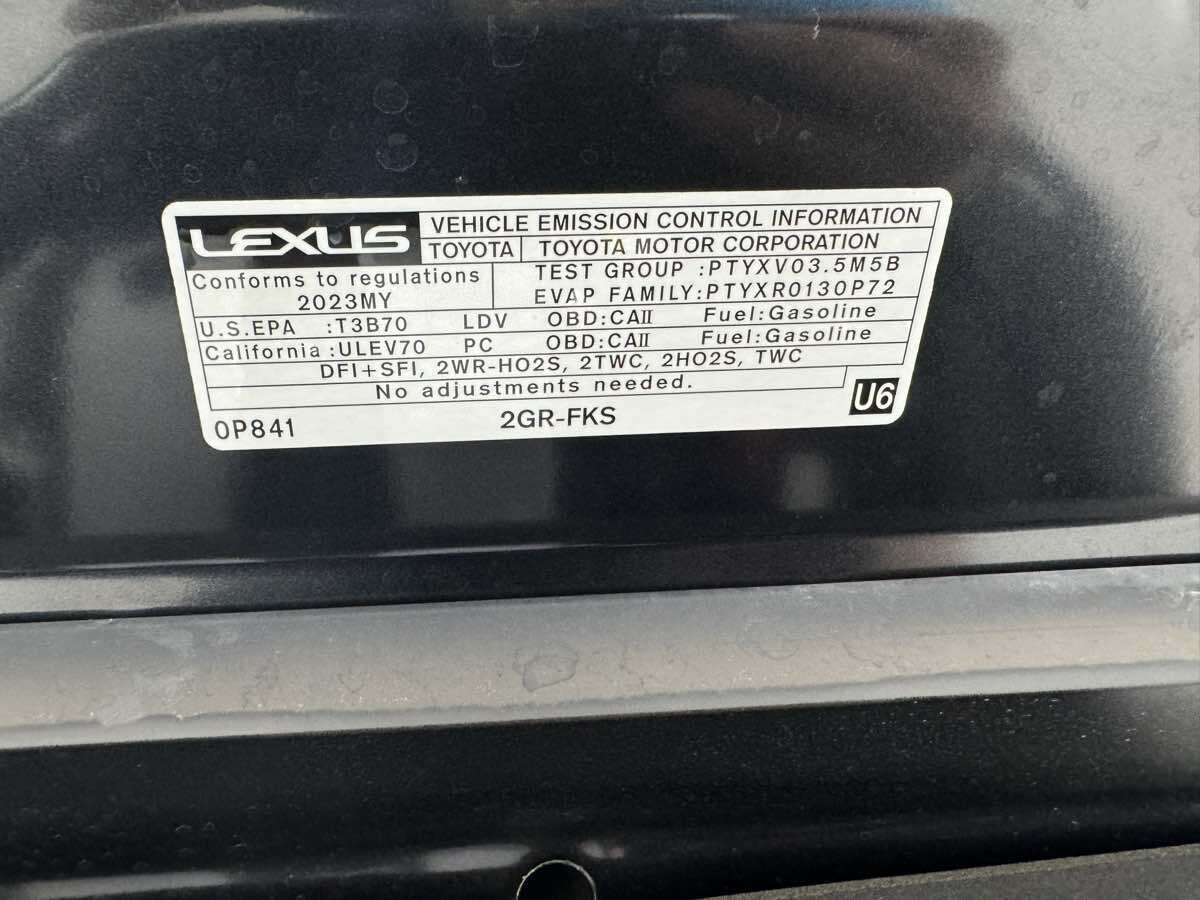 LEXUS VEHICLE EMISSION CONTROL INFORMATION
TOYOTA TOYOTA MOTOR CORPORATION
Conforms to regulations TEST GROUP :PTYXV03.5M5B
2023MY EVAP FAMILY:PTYXR0130P72
U.S.EPA :T3B70 LDV OBD:CAII Fuel:Gasoline
California :ULEV70 PC OBD:CAII Fuel:Gasoline
DFI+SFI, 2WR-HO2S, 2TWC, 2HO2S, TWC
No adjustments needed.
0P841 2GR-FKS U6